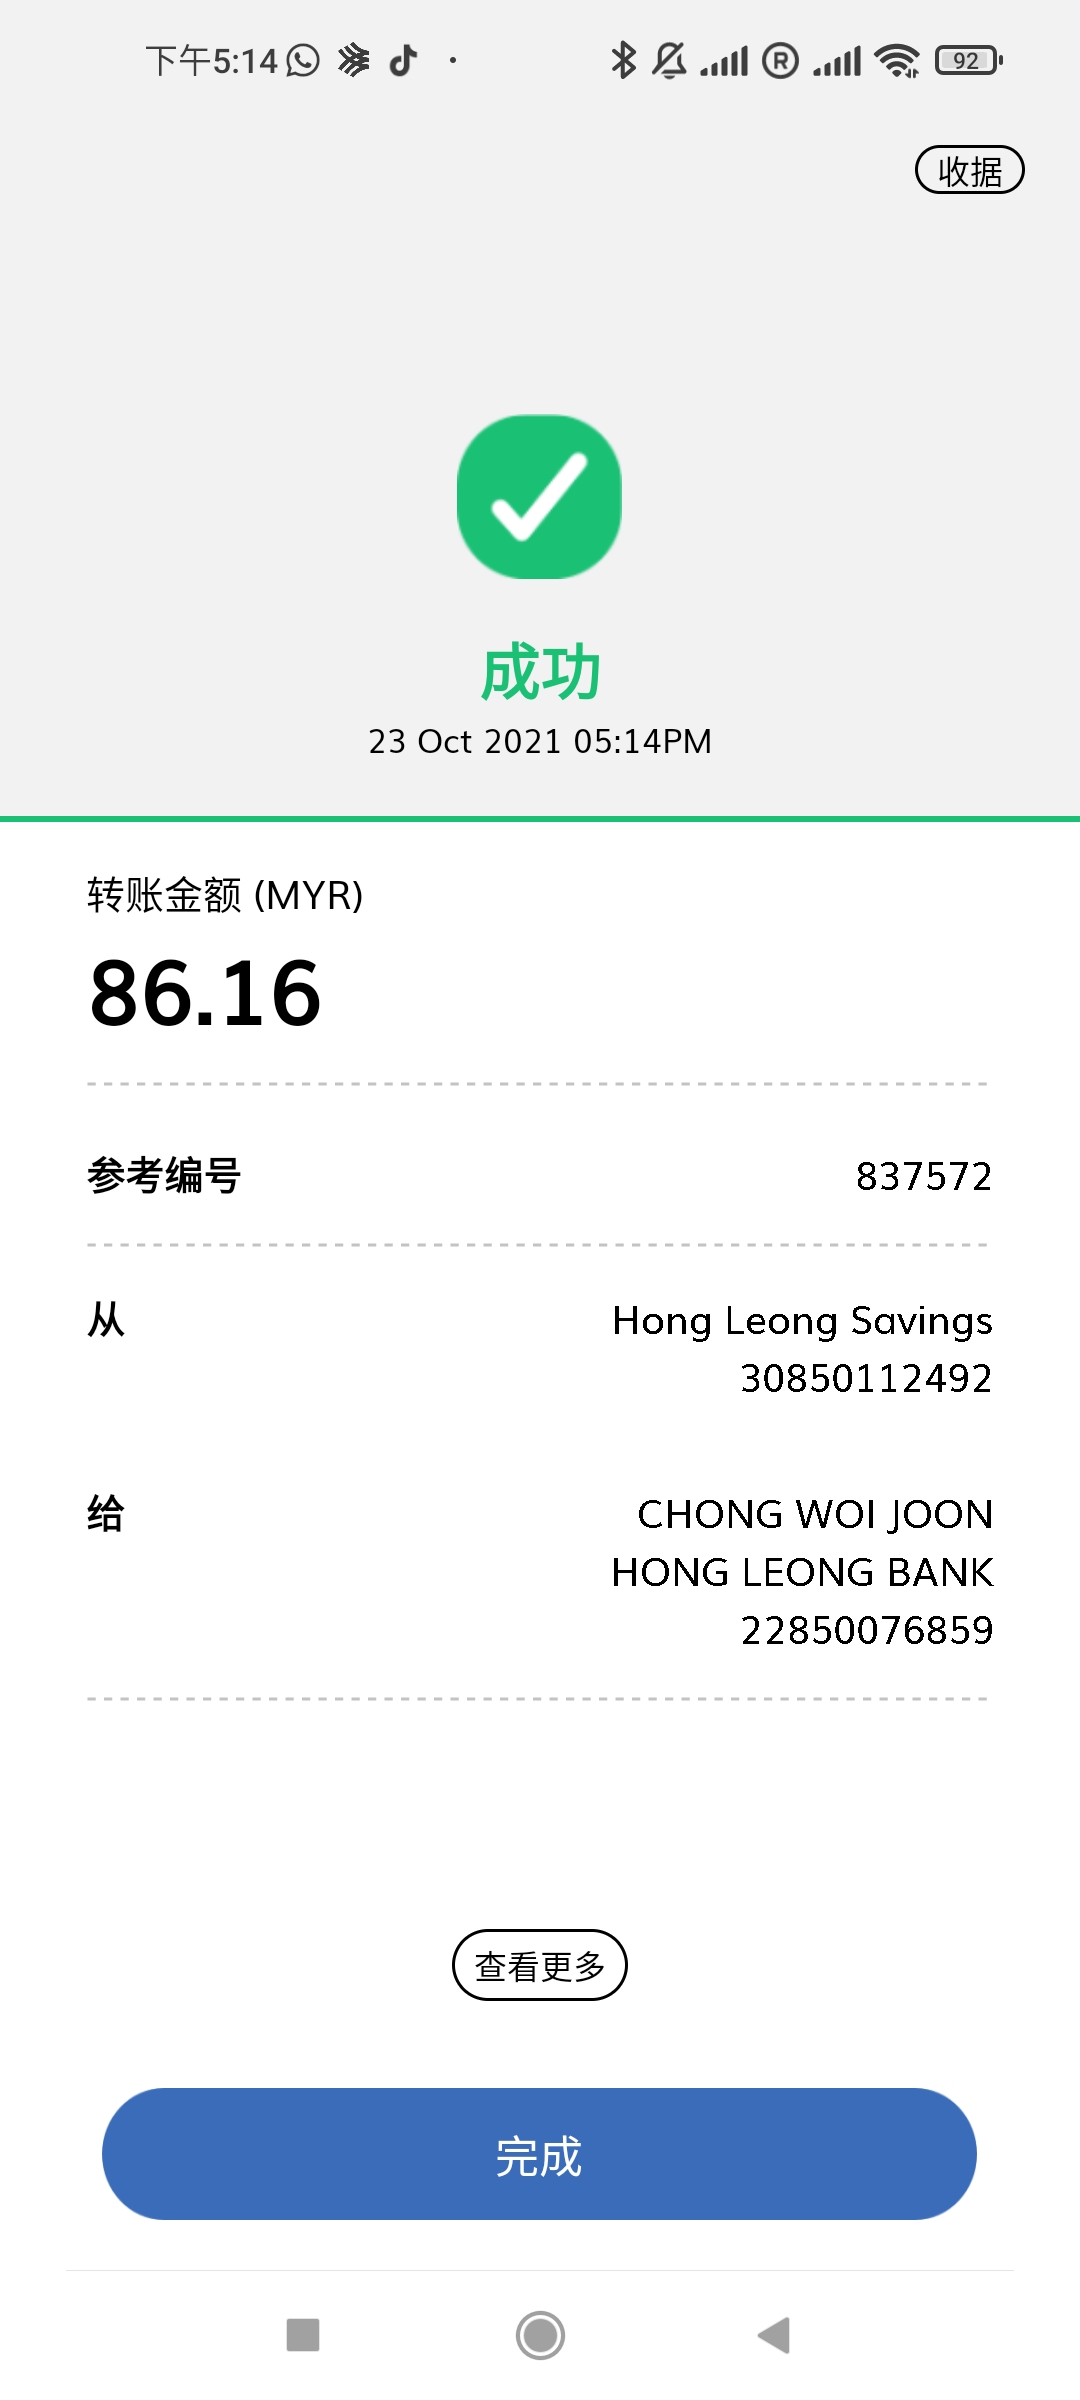 下午5:14
92
收据
成功
23 Oct 2021 05:14PM
转账金额 (MYR)
86.16
参考编号 837572
从 Hong Leong Savings
30850112492
给 CHONG WOI JOON
HONG LEONG BANK
22850076859
查看更多
完成